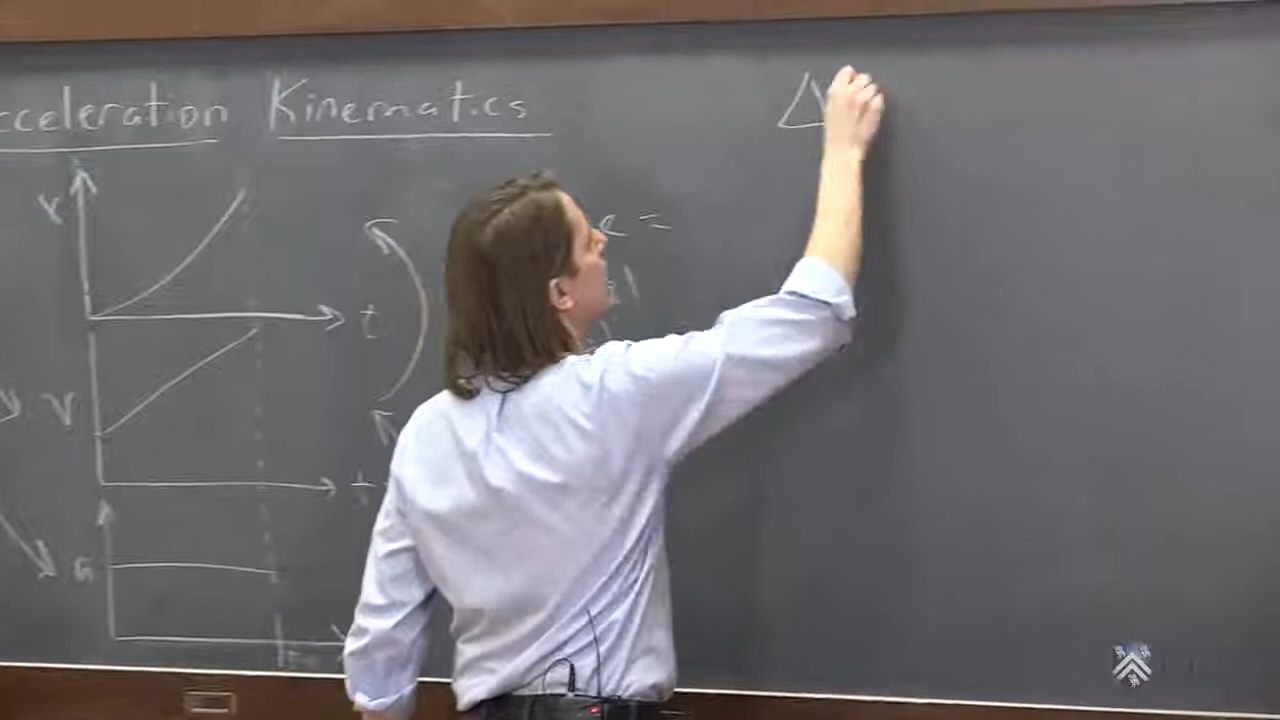 cceleration Kinematics
Δ
x
e =
t
v
t
a